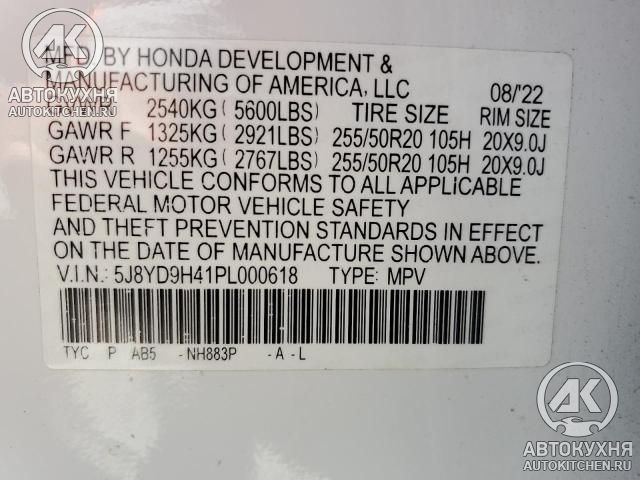 MFD BY HONDA DEVELOPMENT &
MANUFACTURING OF AMERICA, LLC 08/'22
2540KG (5600LBS) TIRE SIZE RIM SIZE
GAWR F 1325KG (2921LBS) 255/50R20 105H 20X9.0J
GAWR R 1255KG (2767LBS) 255/50R20 105H 20X9.0J
THIS VEHICLE CONFORMS TO ALL APPLICABLE
FEDERAL MOTOR VEHICLE SAFETY
AND THEFT PREVENTION STANDARDS IN EFFECT
ON THE DATE OF MANUFACTURE SHOWN ABOVE.
V.I.N.: 5J8YD9H41PL000618 TYPE: MPV
TYC P AB5 -NH883P -A-L
АК
АВТОКУХНЯ
AUTOKITCHEN.RU
АК
АВТОКУХНЯ
AUTOKITCHEN.RU